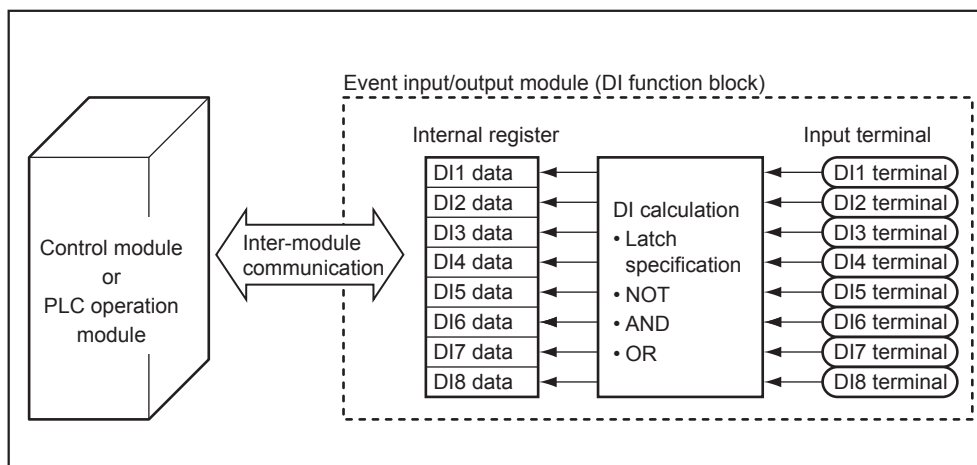 Event input/output module (DI function block)
Internal register
Input terminal
Control module
or
PLC operation
module
Inter-module
communication
DI1 data
DI2 data
DI3 data
DI4 data
DI5 data
DI6 data
DI7 data
DI8 data
DI calculation
• Latch
specification
• NOT
• AND
• OR
DI1 terminal
DI2 terminal
DI3 terminal
DI4 terminal
DI5 terminal
DI6 terminal
DI7 terminal
DI8 terminal